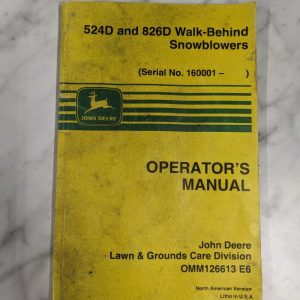 524D and 826D Walk-Behind
Snowblowers
(Serial No. 160001 - )
JOHN DEERE
OPERATOR'S
MANUAL
John Deere
Lawn & Grounds Care Division
OMM126613 E6
North American Version
Litho in U.S.A.